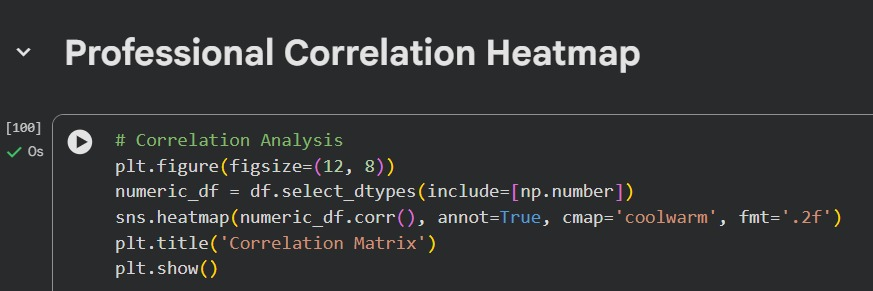 Professional Correlation Heatmap
[100]
0s
# Correlation Analysis
plt.figure(figsize=(12, 8))
numeric_df = df.select_dtypes(include=[np.number])
sns.heatmap(numeric_df.corr(), annot=True, cmap='coolwarm', fmt='.2f')
plt.title('Correlation Matrix')
plt.show()